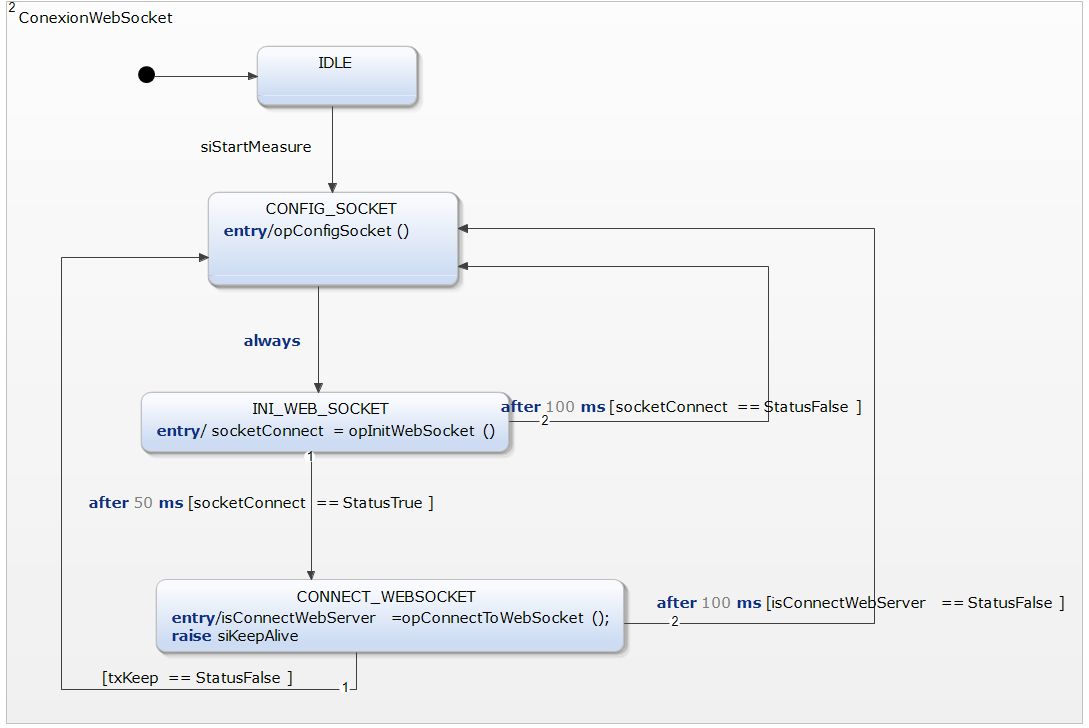 2
ConexionWebSocket
IDLE
siStartMeasure
CONFIG_SOCKET
entry/opConfigSocket ()
always
INI_WEB_SOCKET
entry/ socketConnect = opInitWebSocket ()
after 100 ms [socketConnect == StatusFalse ]
2
1
after 50 ms [socketConnect == StatusTrue ]
CONNECT_WEBSOCKET
entry/isConnectWebServer =opConnectToWebSocket ();
raise siKeepAlive
after 100 ms [isConnectWebServer == StatusFalse ]
2
[txKeep == StatusFalse ]
1